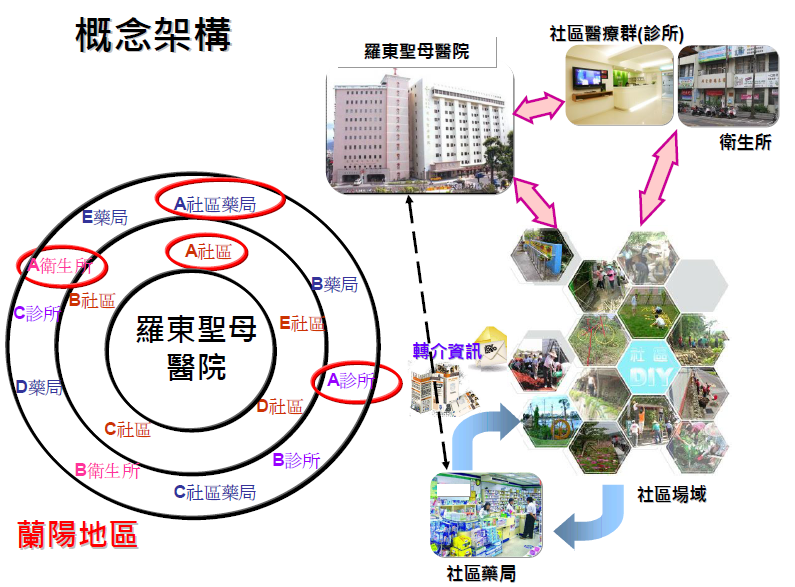 概念架構
羅東聖母醫院
社區醫療群(診所)
衛生所
A社區藥局
E藥局
A社區
A衛生所
B藥局
B社區
C診所
E社區
羅東聖母
醫院
轉介資訊
社區
DIY
A診所
D藥局
D社區
C社區
B診所
B衛生所
C社區藥局
社區場域
蘭陽地區
社區藥局